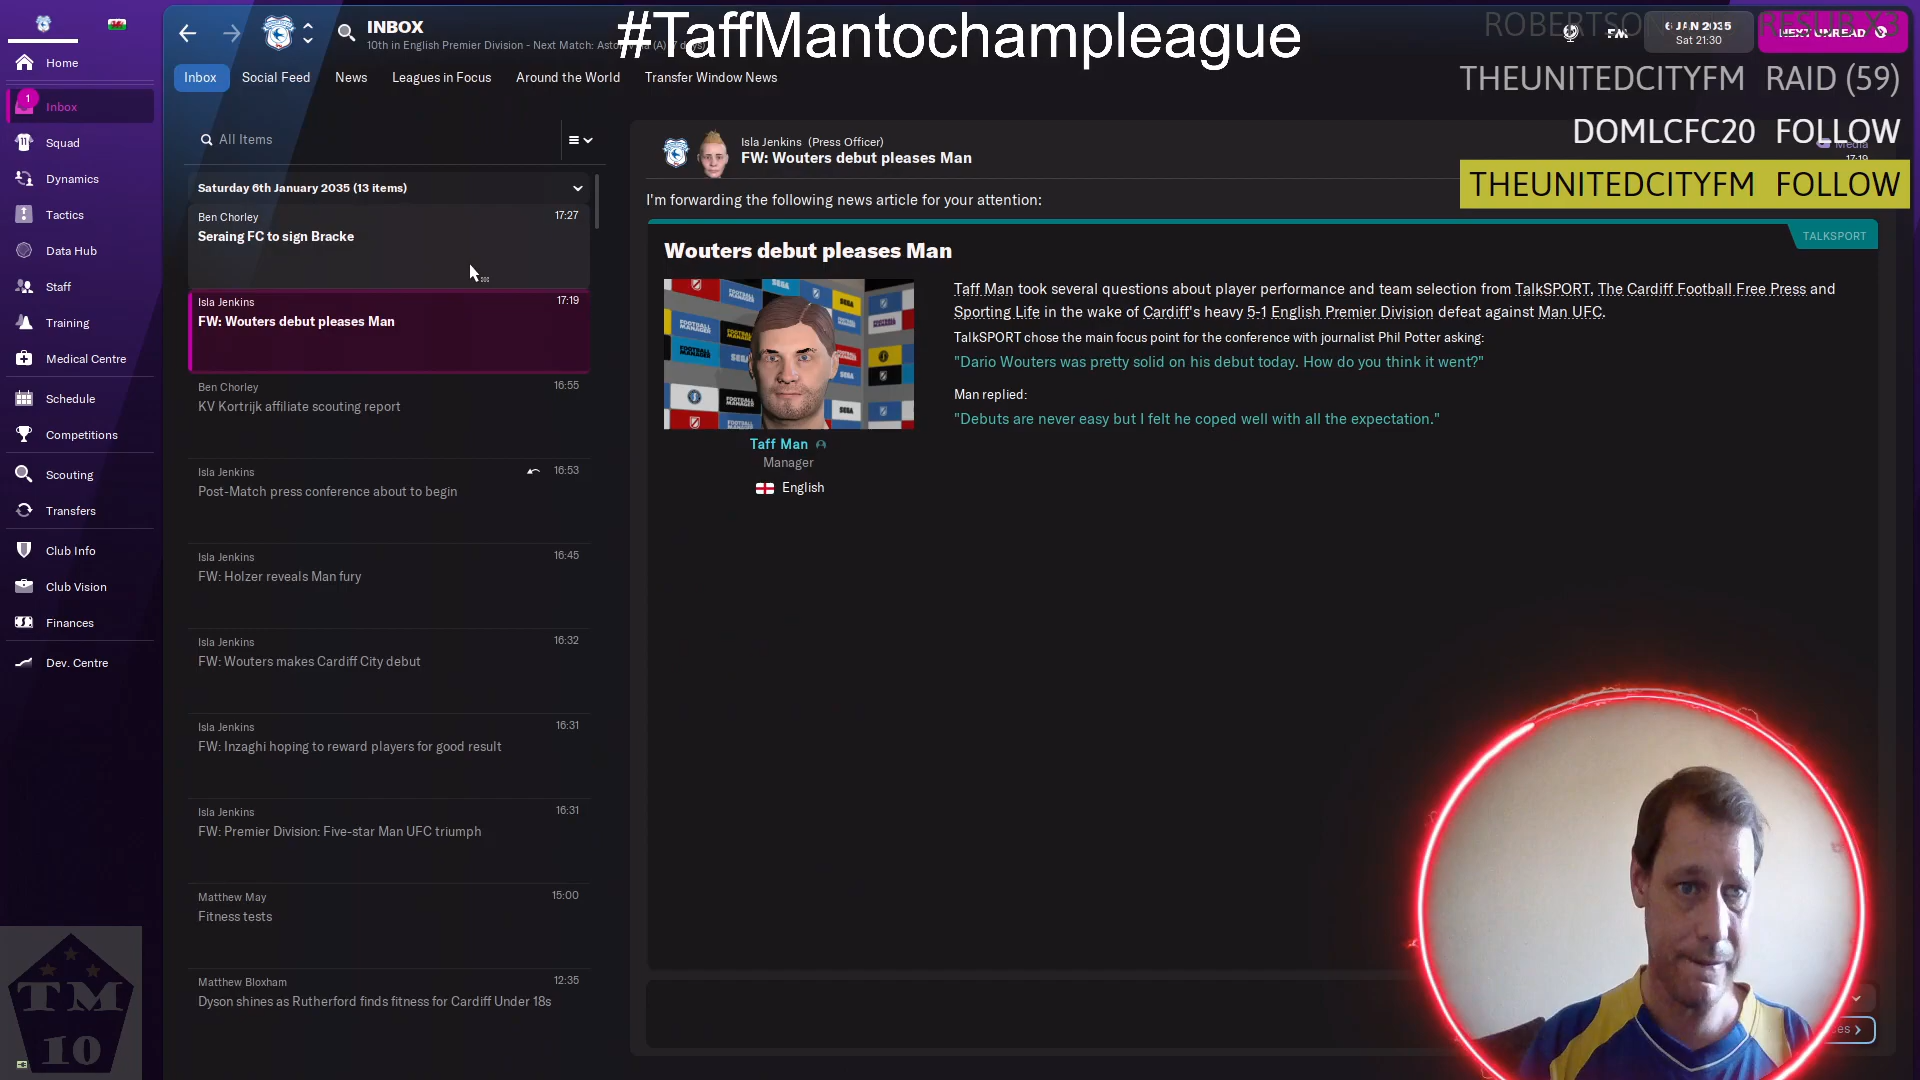 INBOX
10th in English Premier Division - Next Match:
#TaffMantochampleague
6 JAN 2035
Sat 21:30
NEXT UNREAD
THEUNITEDCITYFM RAID (59)
DOMLCFC20 FOLLOW
THEUNITEDCITYFM FOLLOW
Home
1
Inbox
Squad
Dynamics
Tactics
Data Hub
Staff
Training
Medical Centre
Schedule
Competitions
Scouting
Transfers
Club Info
Club Vision
Finances
Dev. Centre
TM
10
Inbox
Social Feed
News
Leagues in Focus
Around the World
Transfer Window News
All Items
Saturday 6th January 2035 (13 items)
Ben Chorley 17:27
Seraing FC to sign Bracke
Isla Jenkins 17:19
FW: Wouters debut pleases Man
Ben Chorley 16:55
KV Kortrijk affiliate scouting report
Isla Jenkins 16:53
Post-Match press conference about to begin
Isla Jenkins 16:45
FW: Holzer reveals Man fury
Isla Jenkins 16:32
FW: Wouters makes Cardiff City debut
Isla Jenkins 16:31
FW: Inzaghi hoping to reward players for good result
Isla Jenkins 16:31
FW: Premier Division: Five-star Man UFC triumph
Matthew May 15:00
Fitness tests
Matthew Bloxham 12:35
Dyson shines as Rutherford finds fitness for Cardiff Under 18s
Isla Jenkins (Press Officer)
FW: Wouters debut pleases Man
Media
17:19
I'm forwarding the following news article for your attention:
TALKSPORT
Wouters debut pleases Man
Taff Man took several questions about player performance and team selection from TalkSPORT, The Cardiff Football Free Press and
Sporting Life in the wake of Cardiff's heavy 5-1 English Premier Division defeat against Man UFC.
TalkSPORT chose the main focus point for the conference with journalist Phil Potter asking:
"Dario Wouters was pretty solid on his debut today. How do you think it went?"
Man replied:
"Debuts are never easy but I felt he coped well with all the expectation."
Taff Man
Manager
English